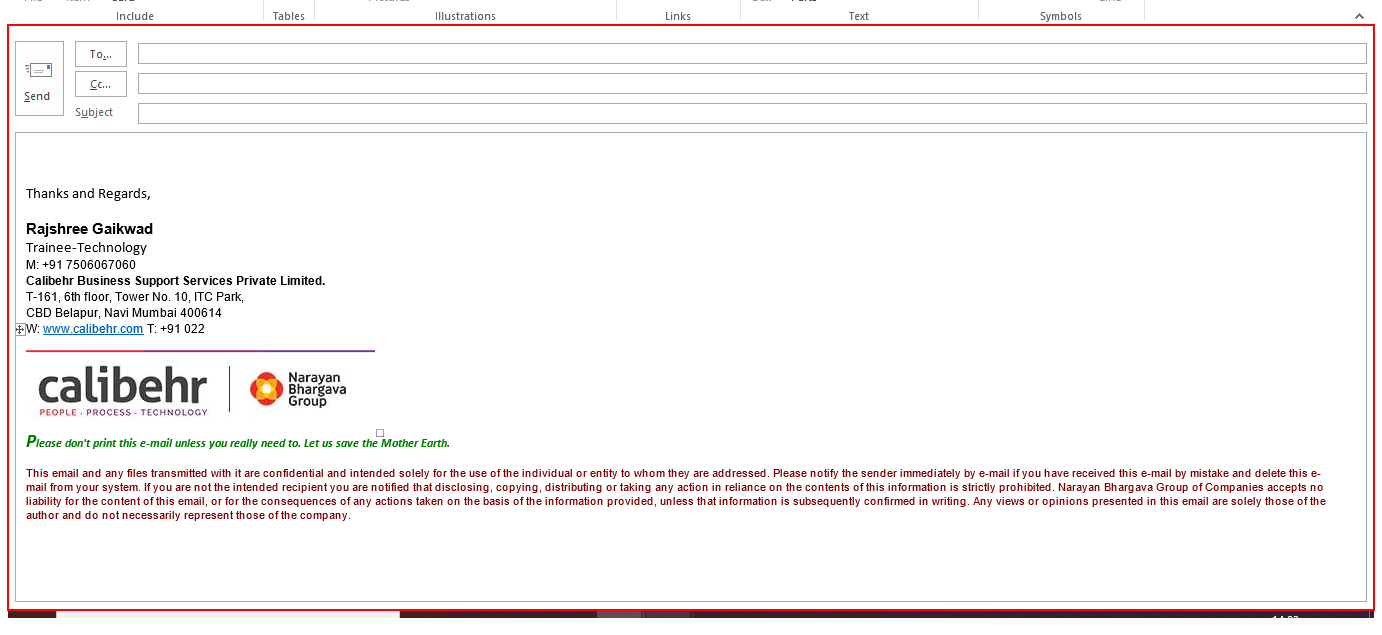 Include Tables Illustrations Links Text Symbols
To...
Send
Cc...
Subject
Thanks and Regards,
Rajshree Gaikwad
Trainee-Technology
M: +91 7506067060
Calibehr Business Support Services Private Limited.
T-161, 6th floor, Tower No. 10, ITC Park,
CBD Belapur, Navi Mumbai 400614
W: www.calibehr.com T: +91 022
calibehr
PEOPLE · PROCESS · TECHNOLOGY
Narayan
Bhargava
Group
Please don't print this e-mail unless you really need to. Let us save the Mother Earth.
This email and any files transmitted with it are confidential and intended solely for the use of the individual or entity to whom they are addressed. Please notify the sender immediately by e-mail if you have received this e-mail by mistake and delete this e-
mail from your system. If you are not the intended recipient you are notified that disclosing, copying, distributing or taking any action in reliance on the contents of this information is strictly prohibited. Narayan Bhargava Group of Companies accepts no
liability for the content of this email, or for the consequences of any actions taken on the basis of the information provided, unless that information is subsequently confirmed in writing. Any views or opinions presented in this email are solely those of the
author and do not necessarily represent those of the company.